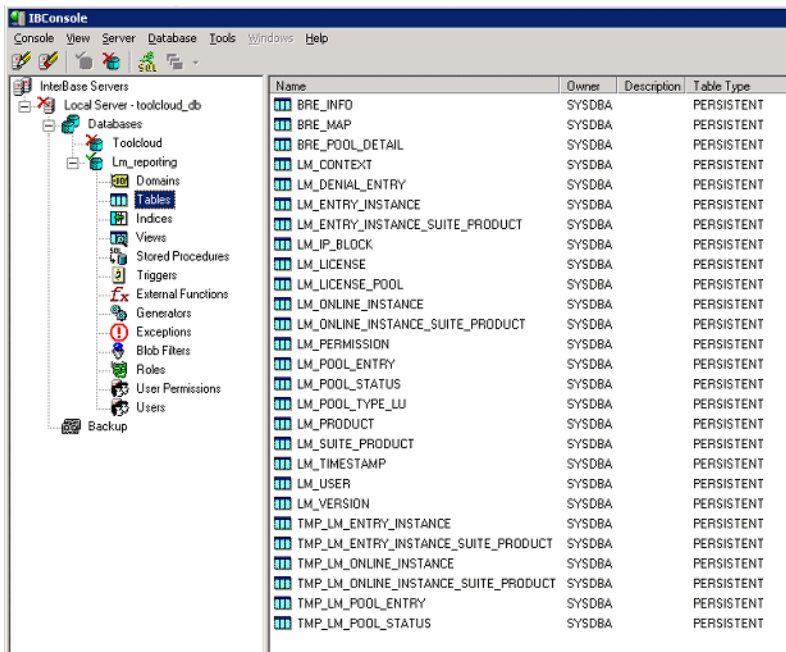 IBConsole
Console View Server Database Tools Windows Help
SQL
InterBase Servers
Local Server - toolcloud_db
Databases
Toolcloud
Lm_reporting
Domains
Tables
Indices
Views
Stored Procedures
Triggers
External Functions
Generators
Exceptions
Blob Filters
Roles
User Permissions
Users
Backup
Name Owner Description Table Type
BRE_INFO SYSDBA PERSISTENT
BRE_MAP SYSDBA PERSISTENT
BRE_POOL_DETAIL SYSDBA PERSISTENT
LM_CONTEXT SYSDBA PERSISTENT
LM_DENIAL_ENTRY SYSDBA PERSISTENT
LM_ENTRY_INSTANCE SYSDBA PERSISTENT
LM_ENTRY_INSTANCE_SUITE_PRODUCT SYSDBA PERSISTENT
LM_IP_BLOCK SYSDBA PERSISTENT
LM_LICENSE SYSDBA PERSISTENT
LM_LICENSE_POOL SYSDBA PERSISTENT
LM_ONLINE_INSTANCE SYSDBA PERSISTENT
LM_ONLINE_INSTANCE_SUITE_PRODUCT SYSDBA PERSISTENT
LM_PERMISSION SYSDBA PERSISTENT
LM_POOL_ENTRY SYSDBA PERSISTENT
LM_POOL_STATUS SYSDBA PERSISTENT
LM_POOL_TYPE_LU SYSDBA PERSISTENT
LM_PRODUCT SYSDBA PERSISTENT
LM_SUITE_PRODUCT SYSDBA PERSISTENT
LM_TIMESTAMP SYSDBA PERSISTENT
LM_USER SYSDBA PERSISTENT
LM_VERSION SYSDBA PERSISTENT
TMP_LM_ENTRY_INSTANCE SYSDBA PERSISTENT
TMP_LM_ENTRY_INSTANCE_SUITE_PRODUCT SYSDBA PERSISTENT
TMP_LM_ONLINE_INSTANCE SYSDBA PERSISTENT
TMP_LM_ONLINE_INSTANCE_SUITE_PRODUCT SYSDBA PERSISTENT
TMP_LM_POOL_ENTRY SYSDBA PERSISTENT
TMP_LM_POOL_STATUS SYSDBA PERSISTENT